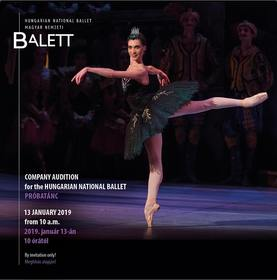 HUNGARIAN NATIONAL BALLET
MAGYAR NEMZETI
BALETT
COMPANY AUDITION
for the HUNGARIAN NATIONAL BALLET
PRÓBATÁNC
13 JANUARY 2019
from 10 a.m.
2019. január 13-án
10 órától
By invitation only!
Meghívás alapján!